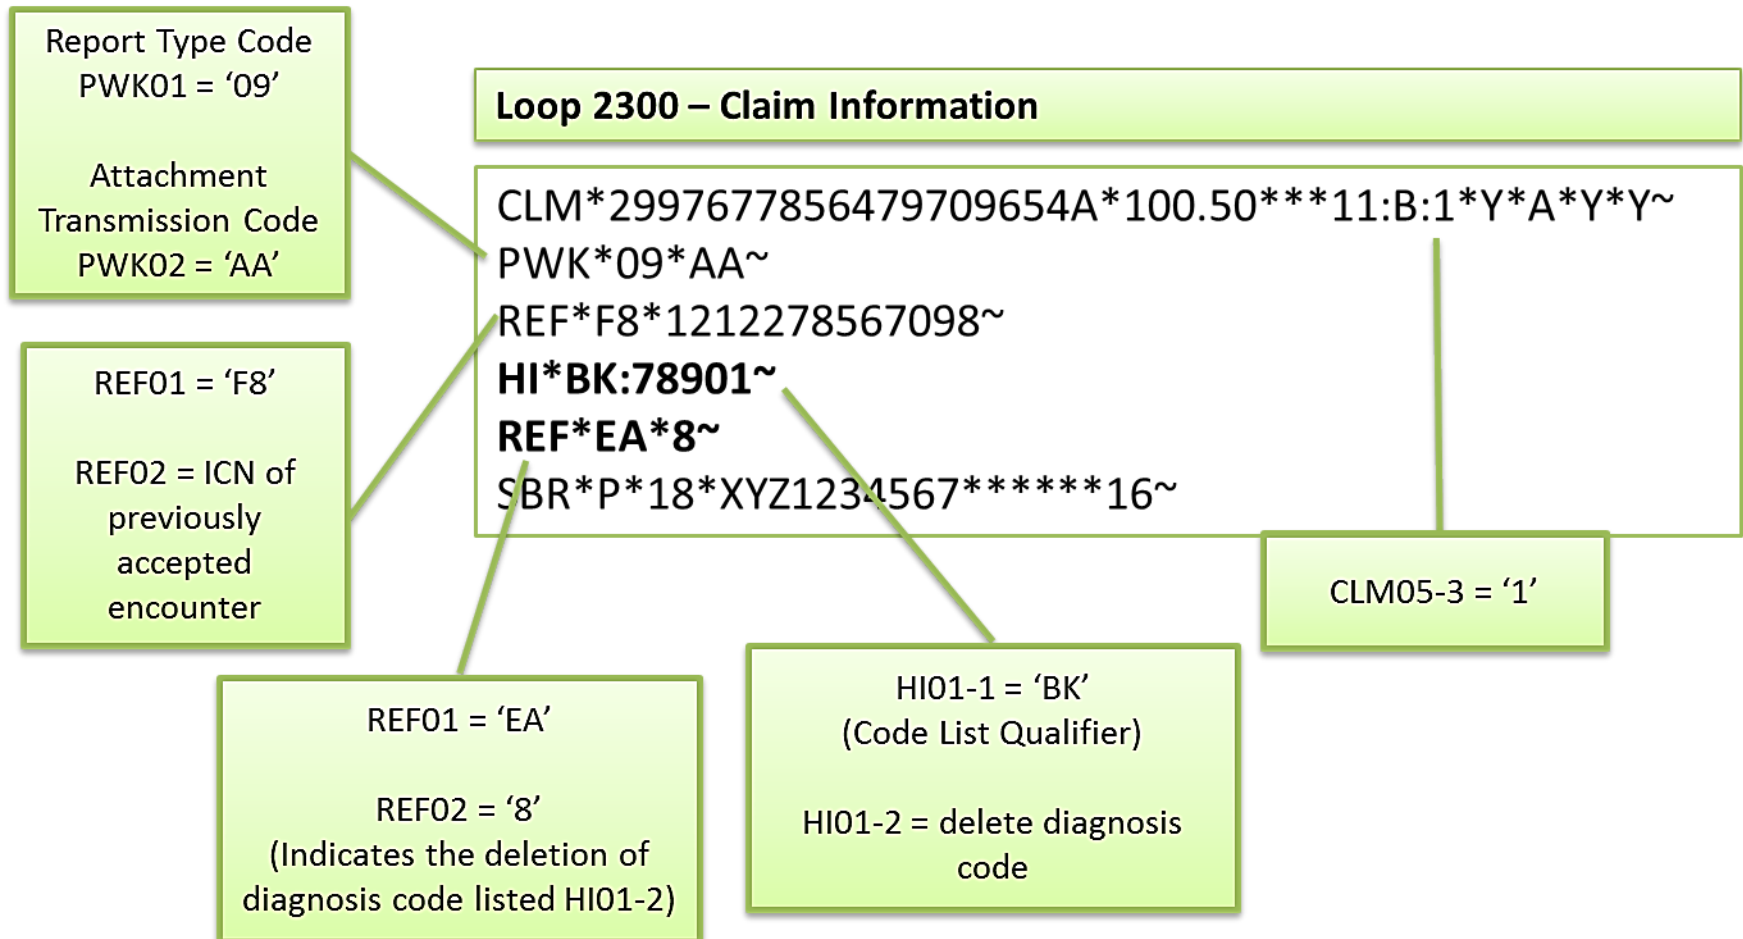 Report Type Code
PWK01 = ‘09’
Attachment
Transmission Code
PWK02 = ‘AA’
Loop 2300 – Claim Information
CLM*2997677856479709654A*100.50***11:B:1*Y*A*Y*Y~
PWK*09*AA~
REF*F8*1212278567098~
HI*BK:78901~
REF*EA*8~
SBR*P*18*XYZ1234567******16~
REF01 = ‘F8’
REF02 = ICN of
previously
accepted
encounter
REF01 = ‘EA’
REF02 = ‘8’
(Indicates the deletion of
diagnosis code listed HI01-2)
HI01-1 = ‘BK’
(Code List Qualifier)
HI01-2 = delete diagnosis
code
CLM05-3 = ‘1’